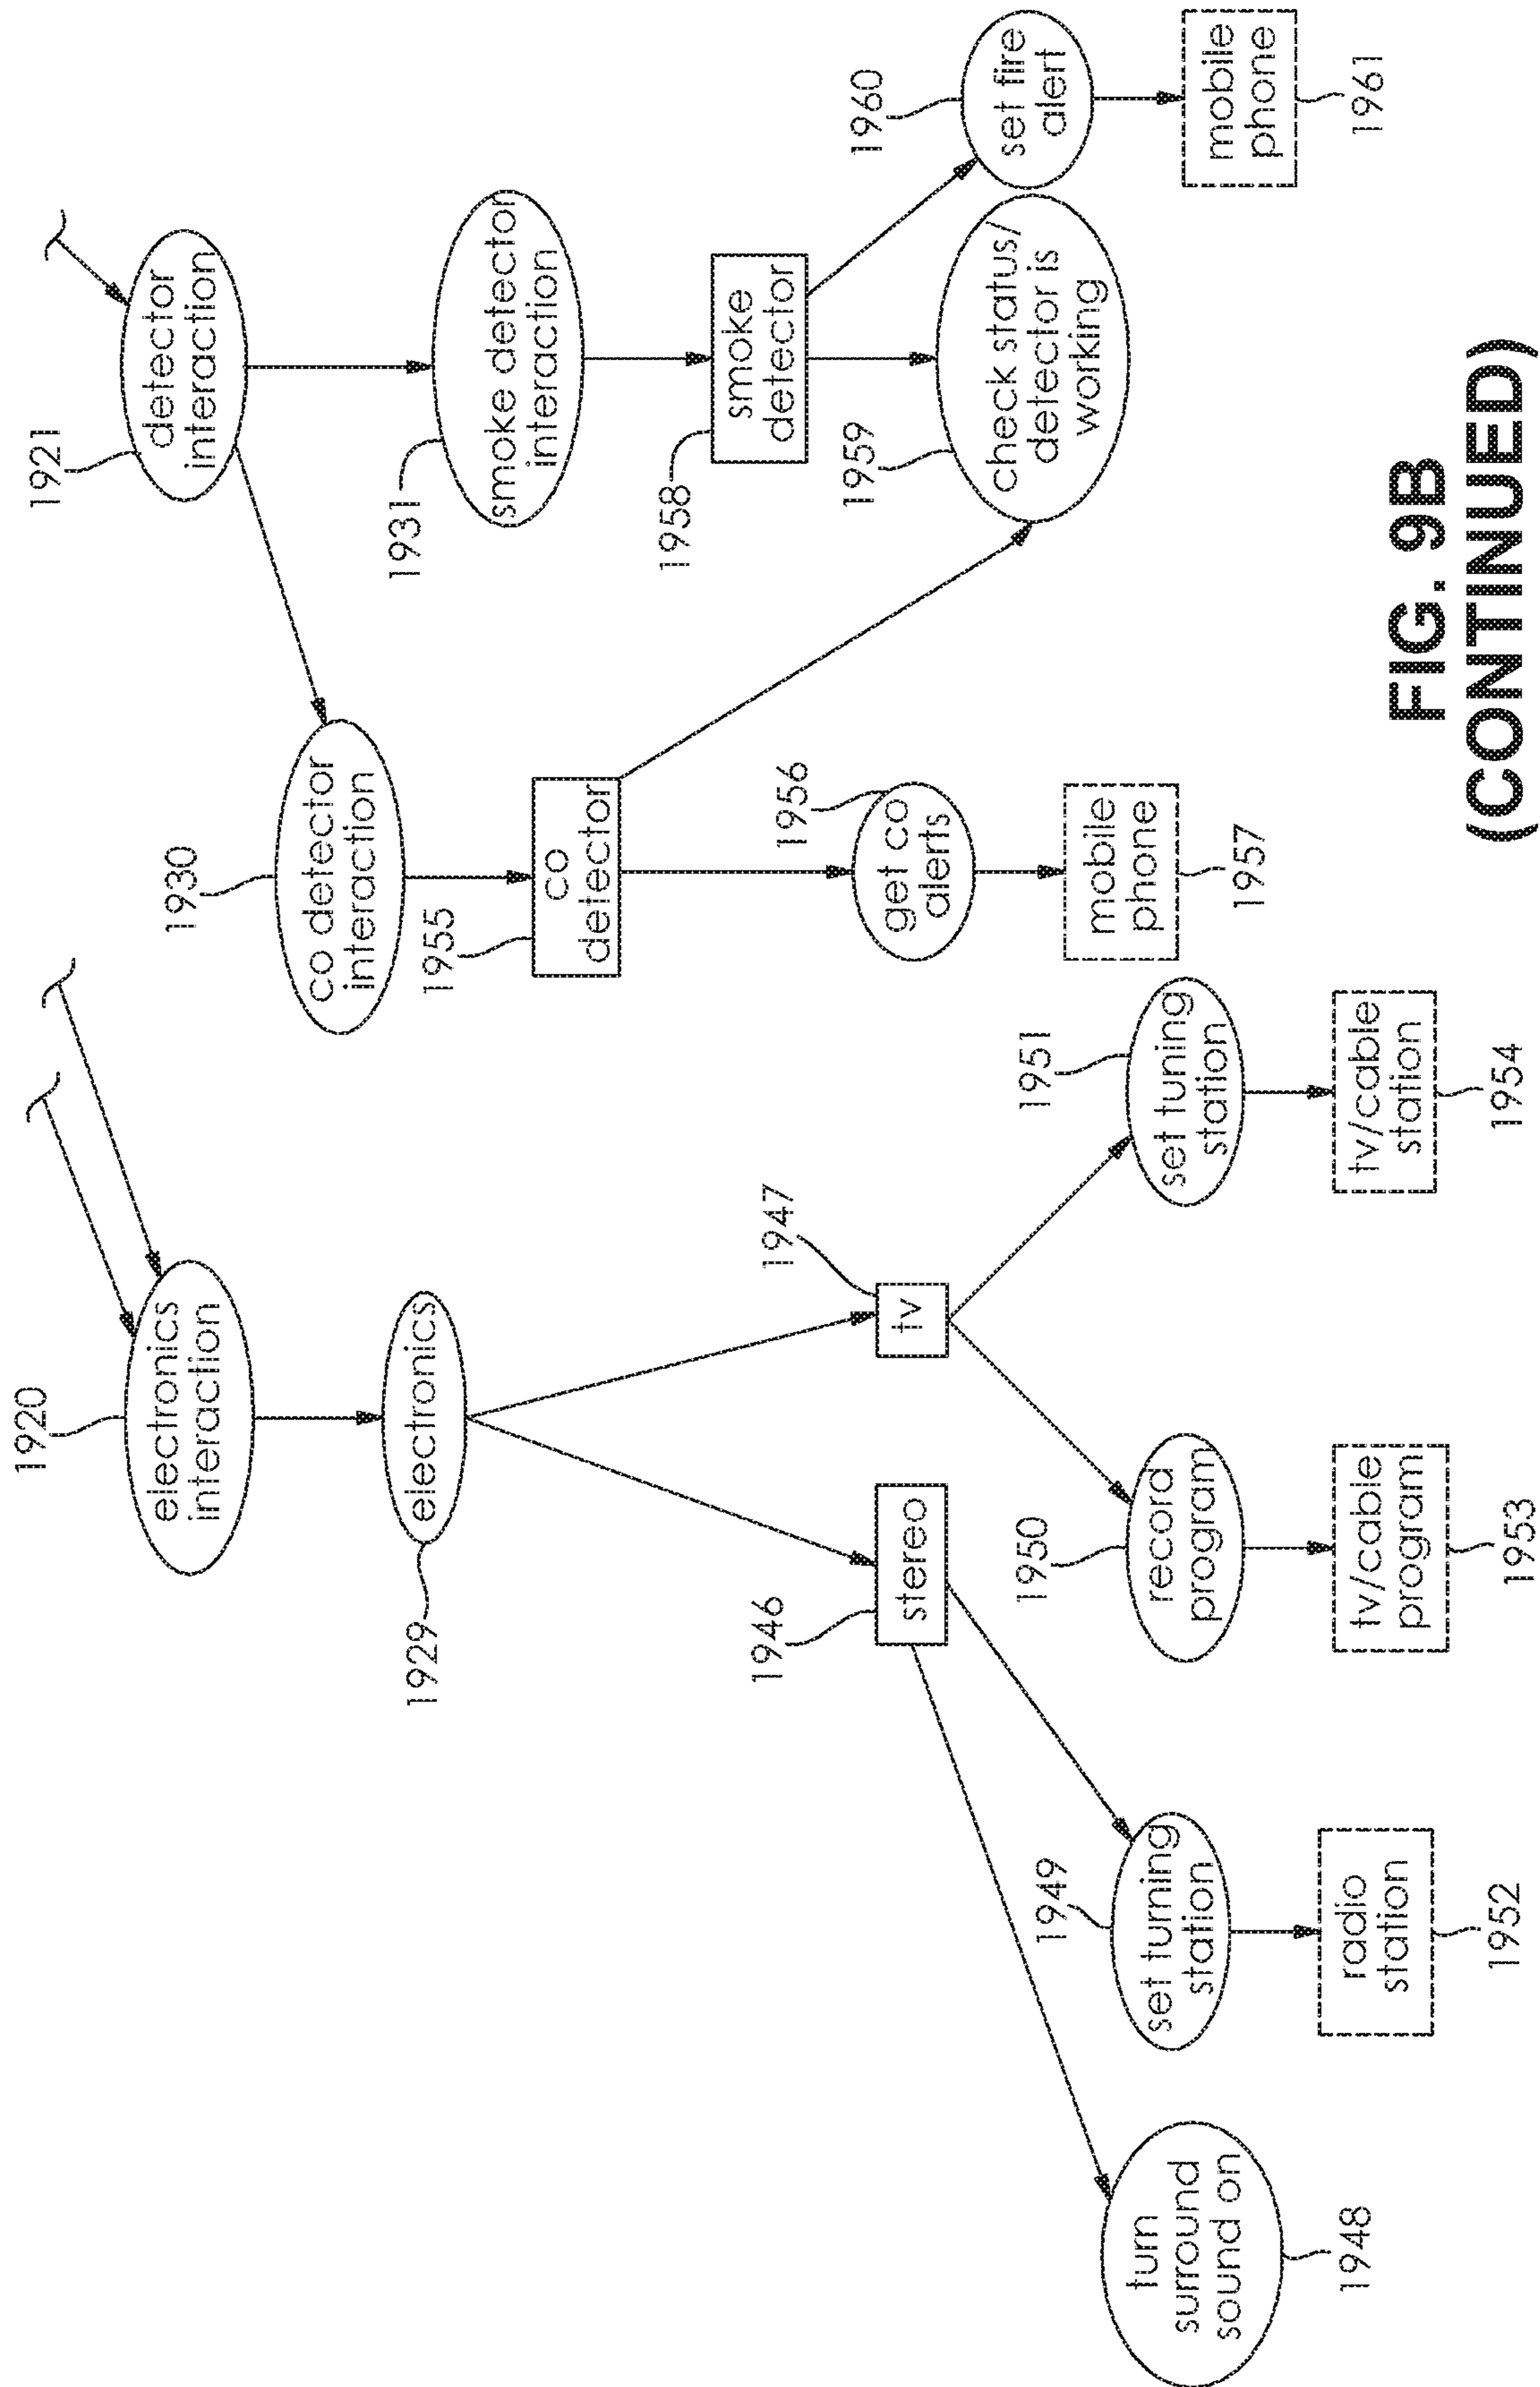 1920
electronics
interaction
1929
electronics
1946
stereo
1947
tv
turn
surround
sound on
1948
1949
set turning
station
radio
station
1952
1950
record
program
tv/cable
program
1953
1951
set tuning
station
tv/cable
station
1954
1921
detector
interaction
1930
co detector
interaction
1955
co
detector
1956
get co
alerts
mobile
phone
1957
1931
smoke detector
interaction
1958
smoke
detector
1959
check status/
detector is
working
1960
set fire
alert
mobile
phone
1961
FIG. 9B
(CONTINUED)